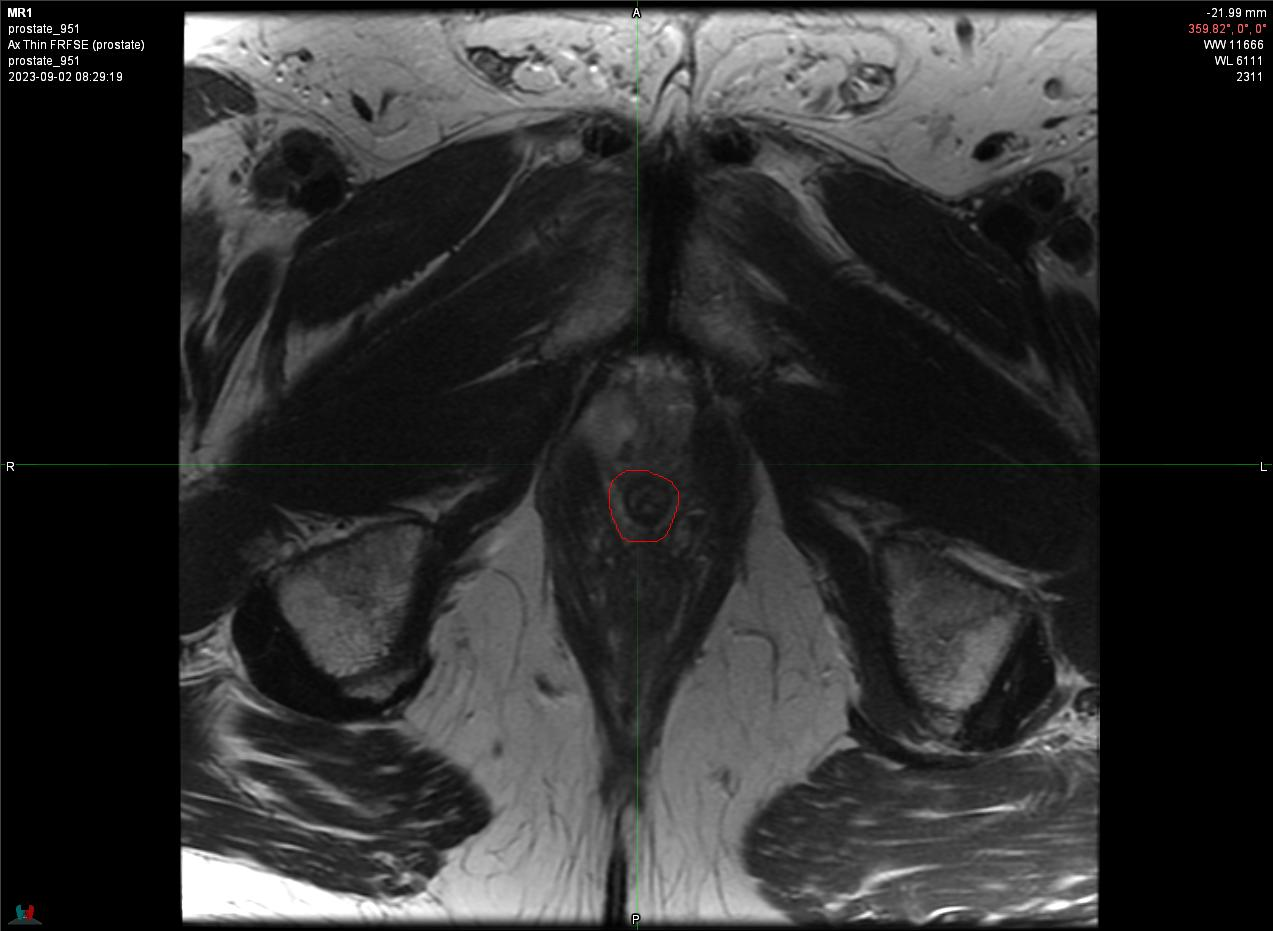 MR1
prostate_951
Ax Thin FRFSE (prostate)
prostate_951
2023-09-02 08:29:19
A
-21.99 mm
359.82°, 0°, 0°
WW 11666
WL 6111
2311
R
L
P